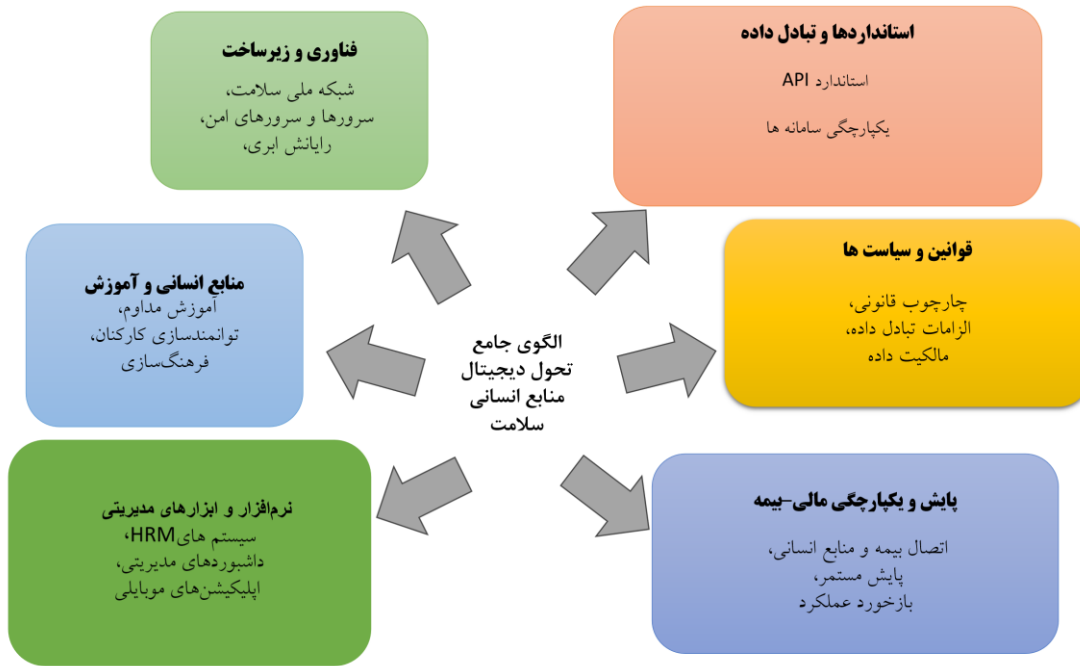 استانداردها و تبادل داده
استاندارد API
یکپارچگی سامانه ها
فناوری و زیرساخت
شبکه ملی سلامت،
سرورها و سرورهای امن،
رایانش ابری،
قوانین و سیاست ها
چارچوب قانونی،
الزامات تبادل داده،
مالکیت داده
منابع انسانی و آموزش
آموزش مداوم،
توانمندسازی کارکنان،
فرهنگ‌سازی
الگوی جامع
تحول دیجیتال
منابع انسانی
سلامت
پایش و یکپارچگی مالی–بیمه
اتصال بیمه و منابع انسانی،
پایش مستمر،
بازخورد عملکرد
نرم‌افزار و ابزارهای مدیریتی
سیستم های HRM،
داشبوردهای مدیریتی،
اپلیکیشن‌های موبایلی